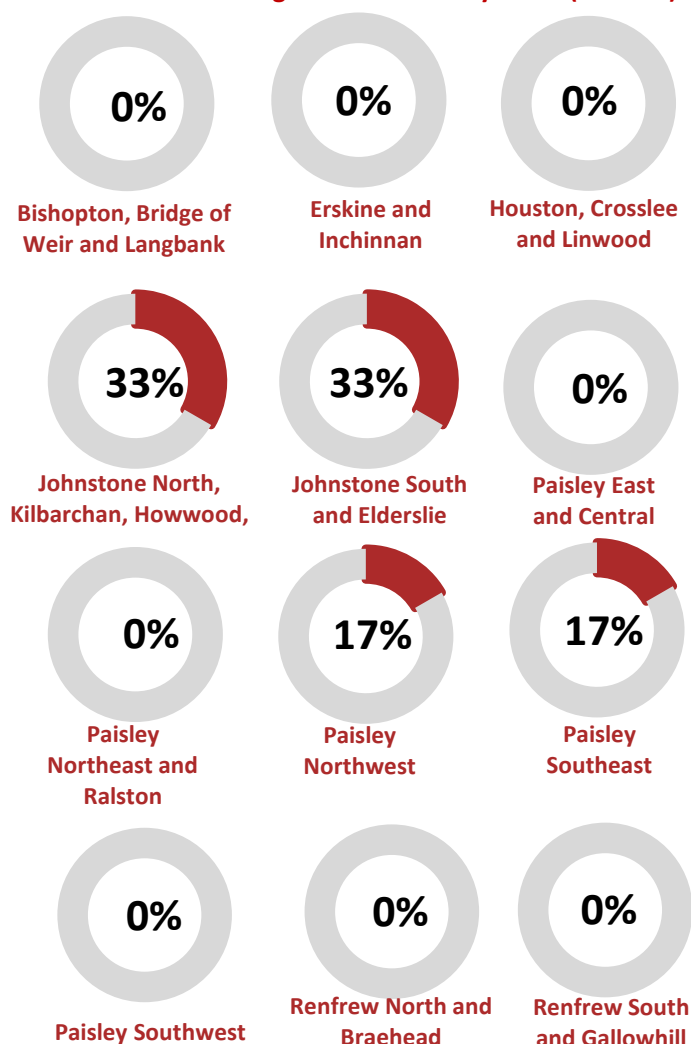 0%
0%
0%
Bishopton, Bridge of
Weir and Langbank
Erskine and
Inchinnan
Houston, Crosslee
and Linwood
33%
33%
0%
Johnstone North,
Kilbarchan, Howwood,
Johnstone South
and Elderslie
Paisley East
and Central
0%
17%
17%
Paisley
Northeast and
Ralston
Paisley
Northwest
Paisley
Southeast
0%
0%
0%
Paisley Southwest
Renfrew North and
Braehead
Renfrew South
and Gallowhill